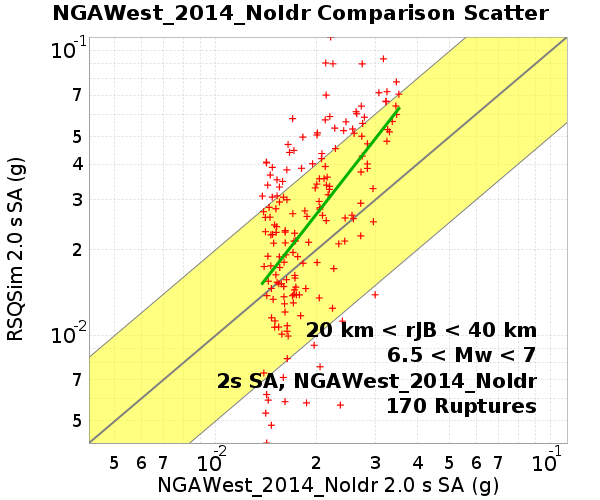 NGAWest_2014_NoIdr Comparison Scatter
RSQSim 2.0 s SA (g)
10-1
7
5
4
3
2
10-2
7
5
20 km < rJB < 40 km
6.5 < Mw < 7
2s SA, NGAWest_2014_NoIdr
170 Ruptures
5 6 7 10-2 2 3 4 5 6 7 10-1
NGAWest_2014_NoIdr 2.0 s SA (g)